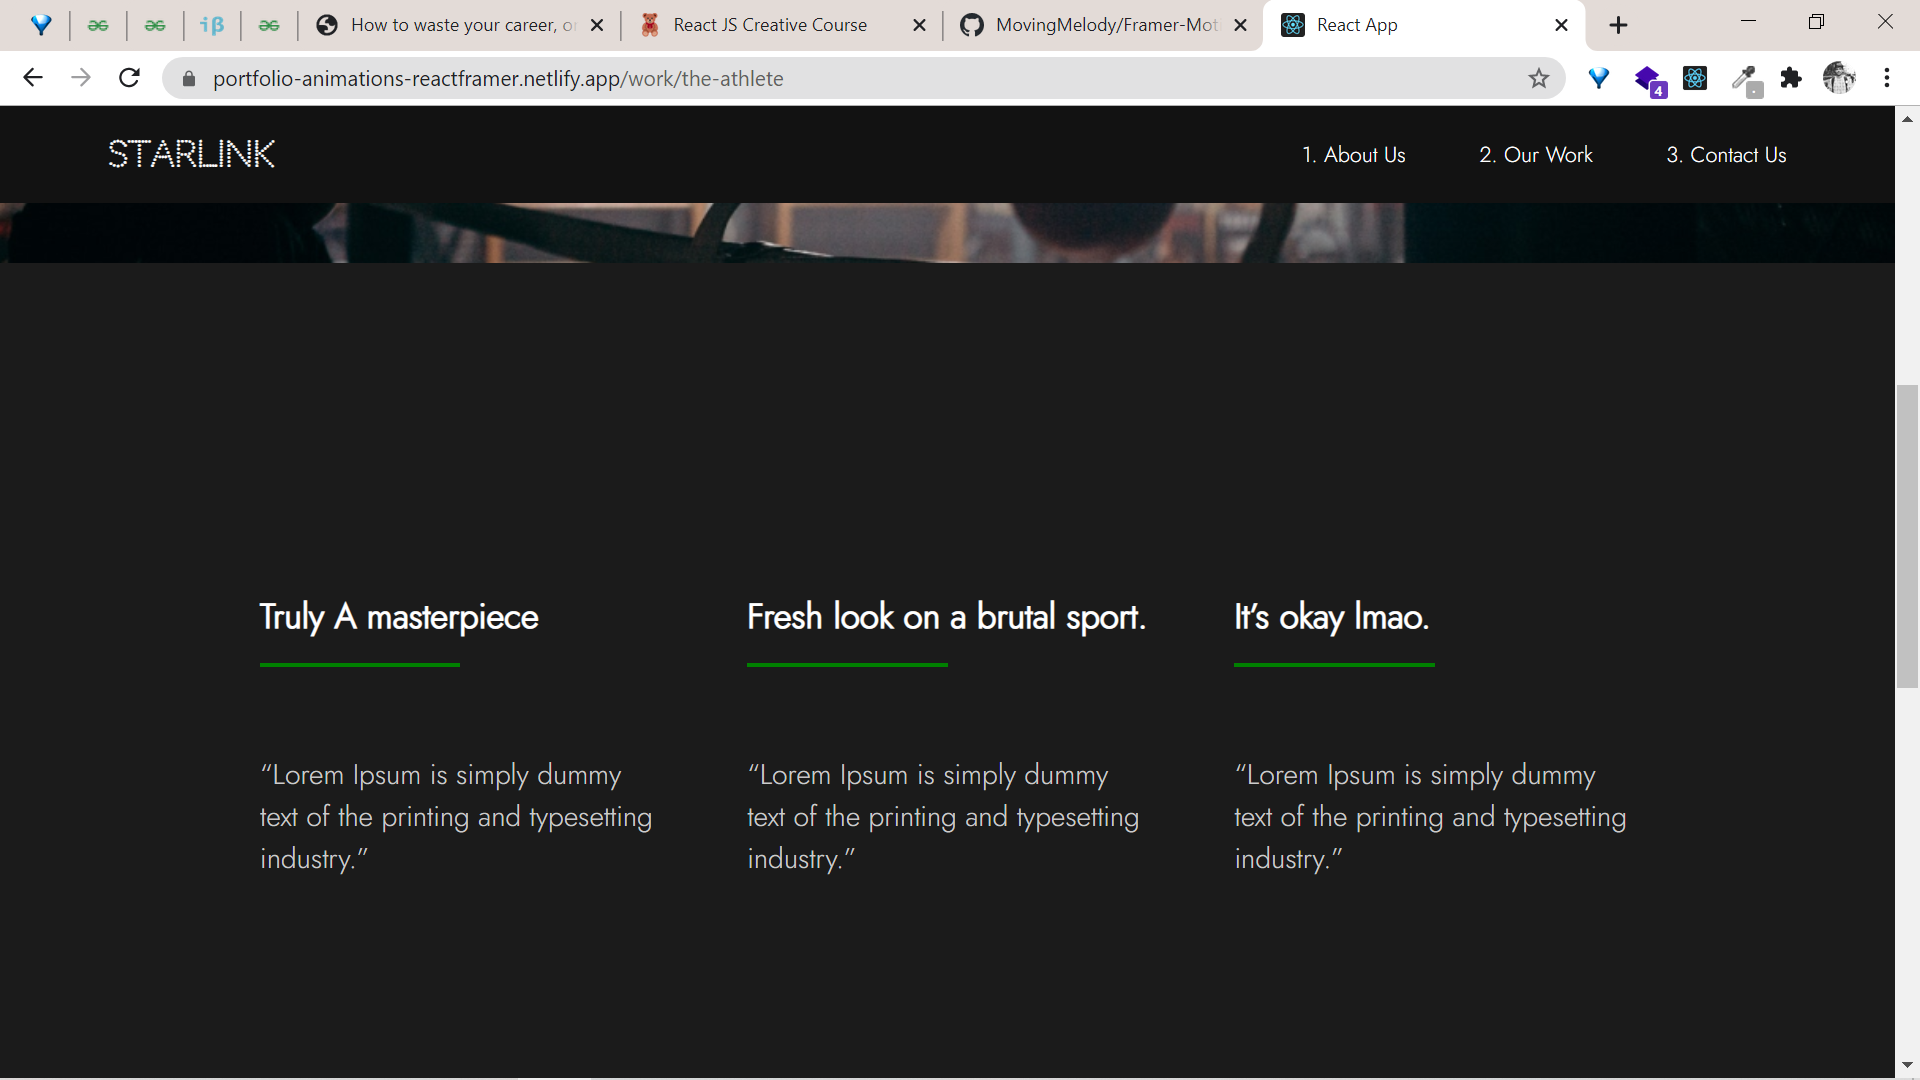 iβ
How to waste your career, o
React JS Creative Course
MovingMelody/Framer-Mot
React App
portfolio-animations-reactframer.netlify.app/work/the-athlete
4
STARLINK
1. About Us
2. Our Work
3. Contact Us
Truly A masterpiece
Fresh look on a brutal sport.
It’s okay lmao.
“Lorem Ipsum is simply dummy
text of the printing and typesetting
industry.”
“Lorem Ipsum is simply dummy
text of the printing and typesetting
industry.”
“Lorem Ipsum is simply dummy
text of the printing and typesetting
industry.”